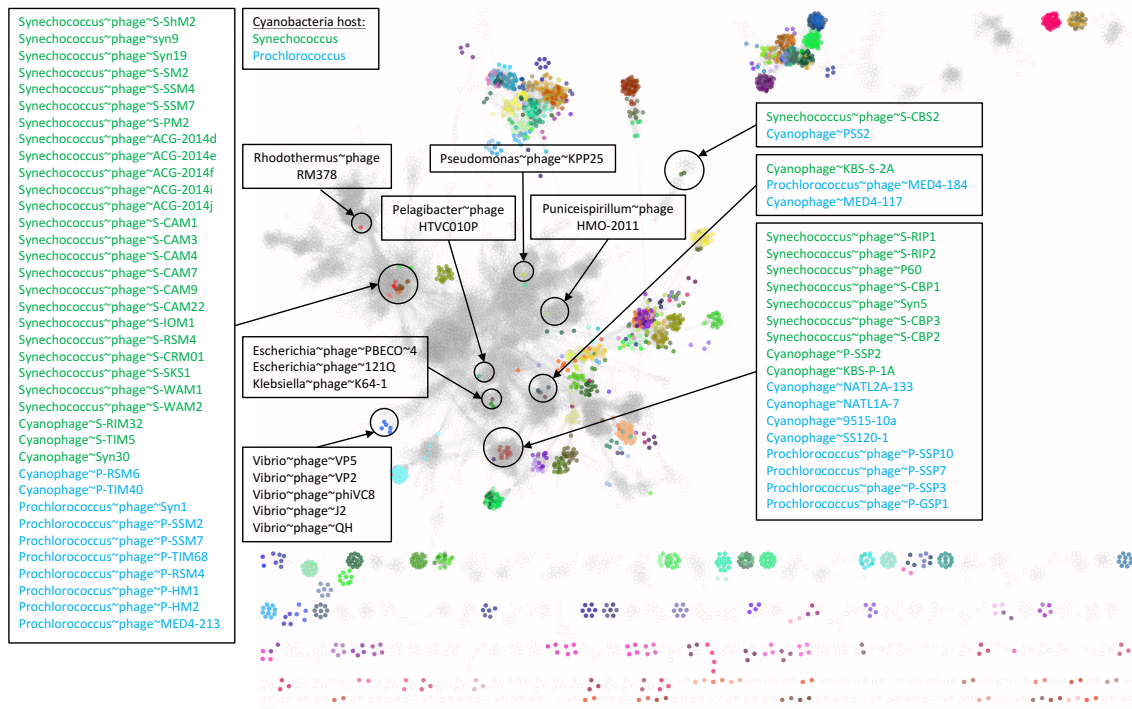 Synechococcus~phage~S-ShM2
Synechococcus~phage~syn9
Synechococcus~phage~Syn19
Synechococcus~phage~S-SM2
Synechococcus~phage~S-SSM4
Synechococcus~phage~S-SSM7
Synechococcus~phage~S-PM2
Synechococcus~phage~ACG-2014d
Synechococcus~phage~ACG-2014e
Synechococcus~phage~ACG-2014f
Synechococcus~phage~ACG-2014i
Synechococcus~phage~ACG-2014j
Synechococcus~phage~S-CAM1
Synechococcus~phage~S-CAM3
Synechococcus~phage~S-CAM4
Synechococcus~phage~S-CAM7
Synechococcus~phage~S-CAM9
Synechococcus~phage~S-CAM22
Synechococcus~phage~S-IOM1
Synechococcus~phage~S-RSM4
Synechococcus~phage~S-CRM01
Synechococcus~phage~S-SKS1
Synechococcus~phage~S-WAM1
Synechococcus~phage~S-WAM2
Cyanophage~S-RIM32
Cyanophage~S-TIM5
Cyanophage~Syn30
Cyanophage~P-RSM6
Cyanophage~P-TIM40
Prochlorococcus~phage~Syn1
Prochlorococcus~phage~P-SSM2
Prochlorococcus~phage~P-SSM7
Prochlorococcus~phage~P-TIM68
Prochlorococcus~phage~P-RSM4
Prochlorococcus~phage~P-HM1
Prochlorococcus~phage~P-HM2
Prochlorococcus~phage~MED4-213
Cyanobacteria host:
Synechococcus
Prochlorococcus
Rhodothermus~phage
RM378
Pseudomonas~phage~KPP25
Pelagibacter~phage
HTVC010P
Puniceispirillum~phage
HMO-2011
Escherichia~phage~PBECO~4
Escherichia~phage~121Q
Klebsiella~phage~K64-1
Vibrio~phage~VP5
Vibrio~phage~VP2
Vibrio~phage~phiVC8
Vibrio~phage~J2
Vibrio~phage~QH
Synechococcus~phage~S-CBS2
Cyanophage~PSS2
Cyanophage~KBS-S-2A
Prochlorococcus~phage~MED4-184
Cyanophage~MED4-117
Synechococcus~phage~S-RIP1
Synechococcus~phage~S-RIP2
Synechococcus~phage~P60
Synechococcus~phage~S-CBP1
Synechococcus~phage~Syn5
Synechococcus~phage~S-CBP3
Synechococcus~phage~S-CBP2
Cyanophage~P-SSP2
Cyanophage~KBS-P-1A
Cyanophage~NATL2A-133
Cyanophage~NATL1A-7
Cyanophage~9515-10a
Cyanophage~SS120-1
Prochlorococcus~phage~P-SSP10
Prochlorococcus~phage~P-SSP7
Prochlorococcus~phage~P-SSP3
Prochlorococcus~phage~P-GSP1